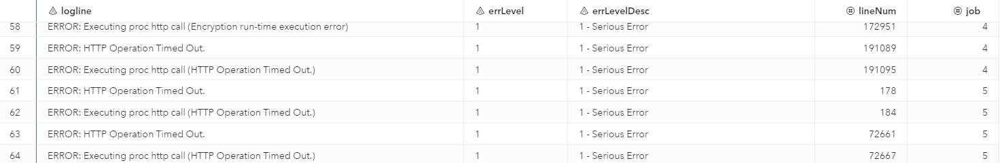 logline errLevel errLevelDesc lineNum job
58 ERROR: Executing proc http call (Encryption run-time execution error) 1 1 - Serious Error 172951 4
59 ERROR: HTTP Operation Timed Out. 1 1 - Serious Error 191089 4
60 ERROR: Executing proc http call (HTTP Operation Timed Out.) 1 1 - Serious Error 191095 4
61 ERROR: HTTP Operation Timed Out. 1 1 - Serious Error 178 5
62 ERROR: Executing proc http call (HTTP Operation Timed Out.) 1 1 - Serious Error 184 5
63 ERROR: HTTP Operation Timed Out. 1 1 - Serious Error 72661 5
64 ERROR: Executing proc http call (HTTP Operation Timed Out.) 1 1 - Serious Error 72667 5